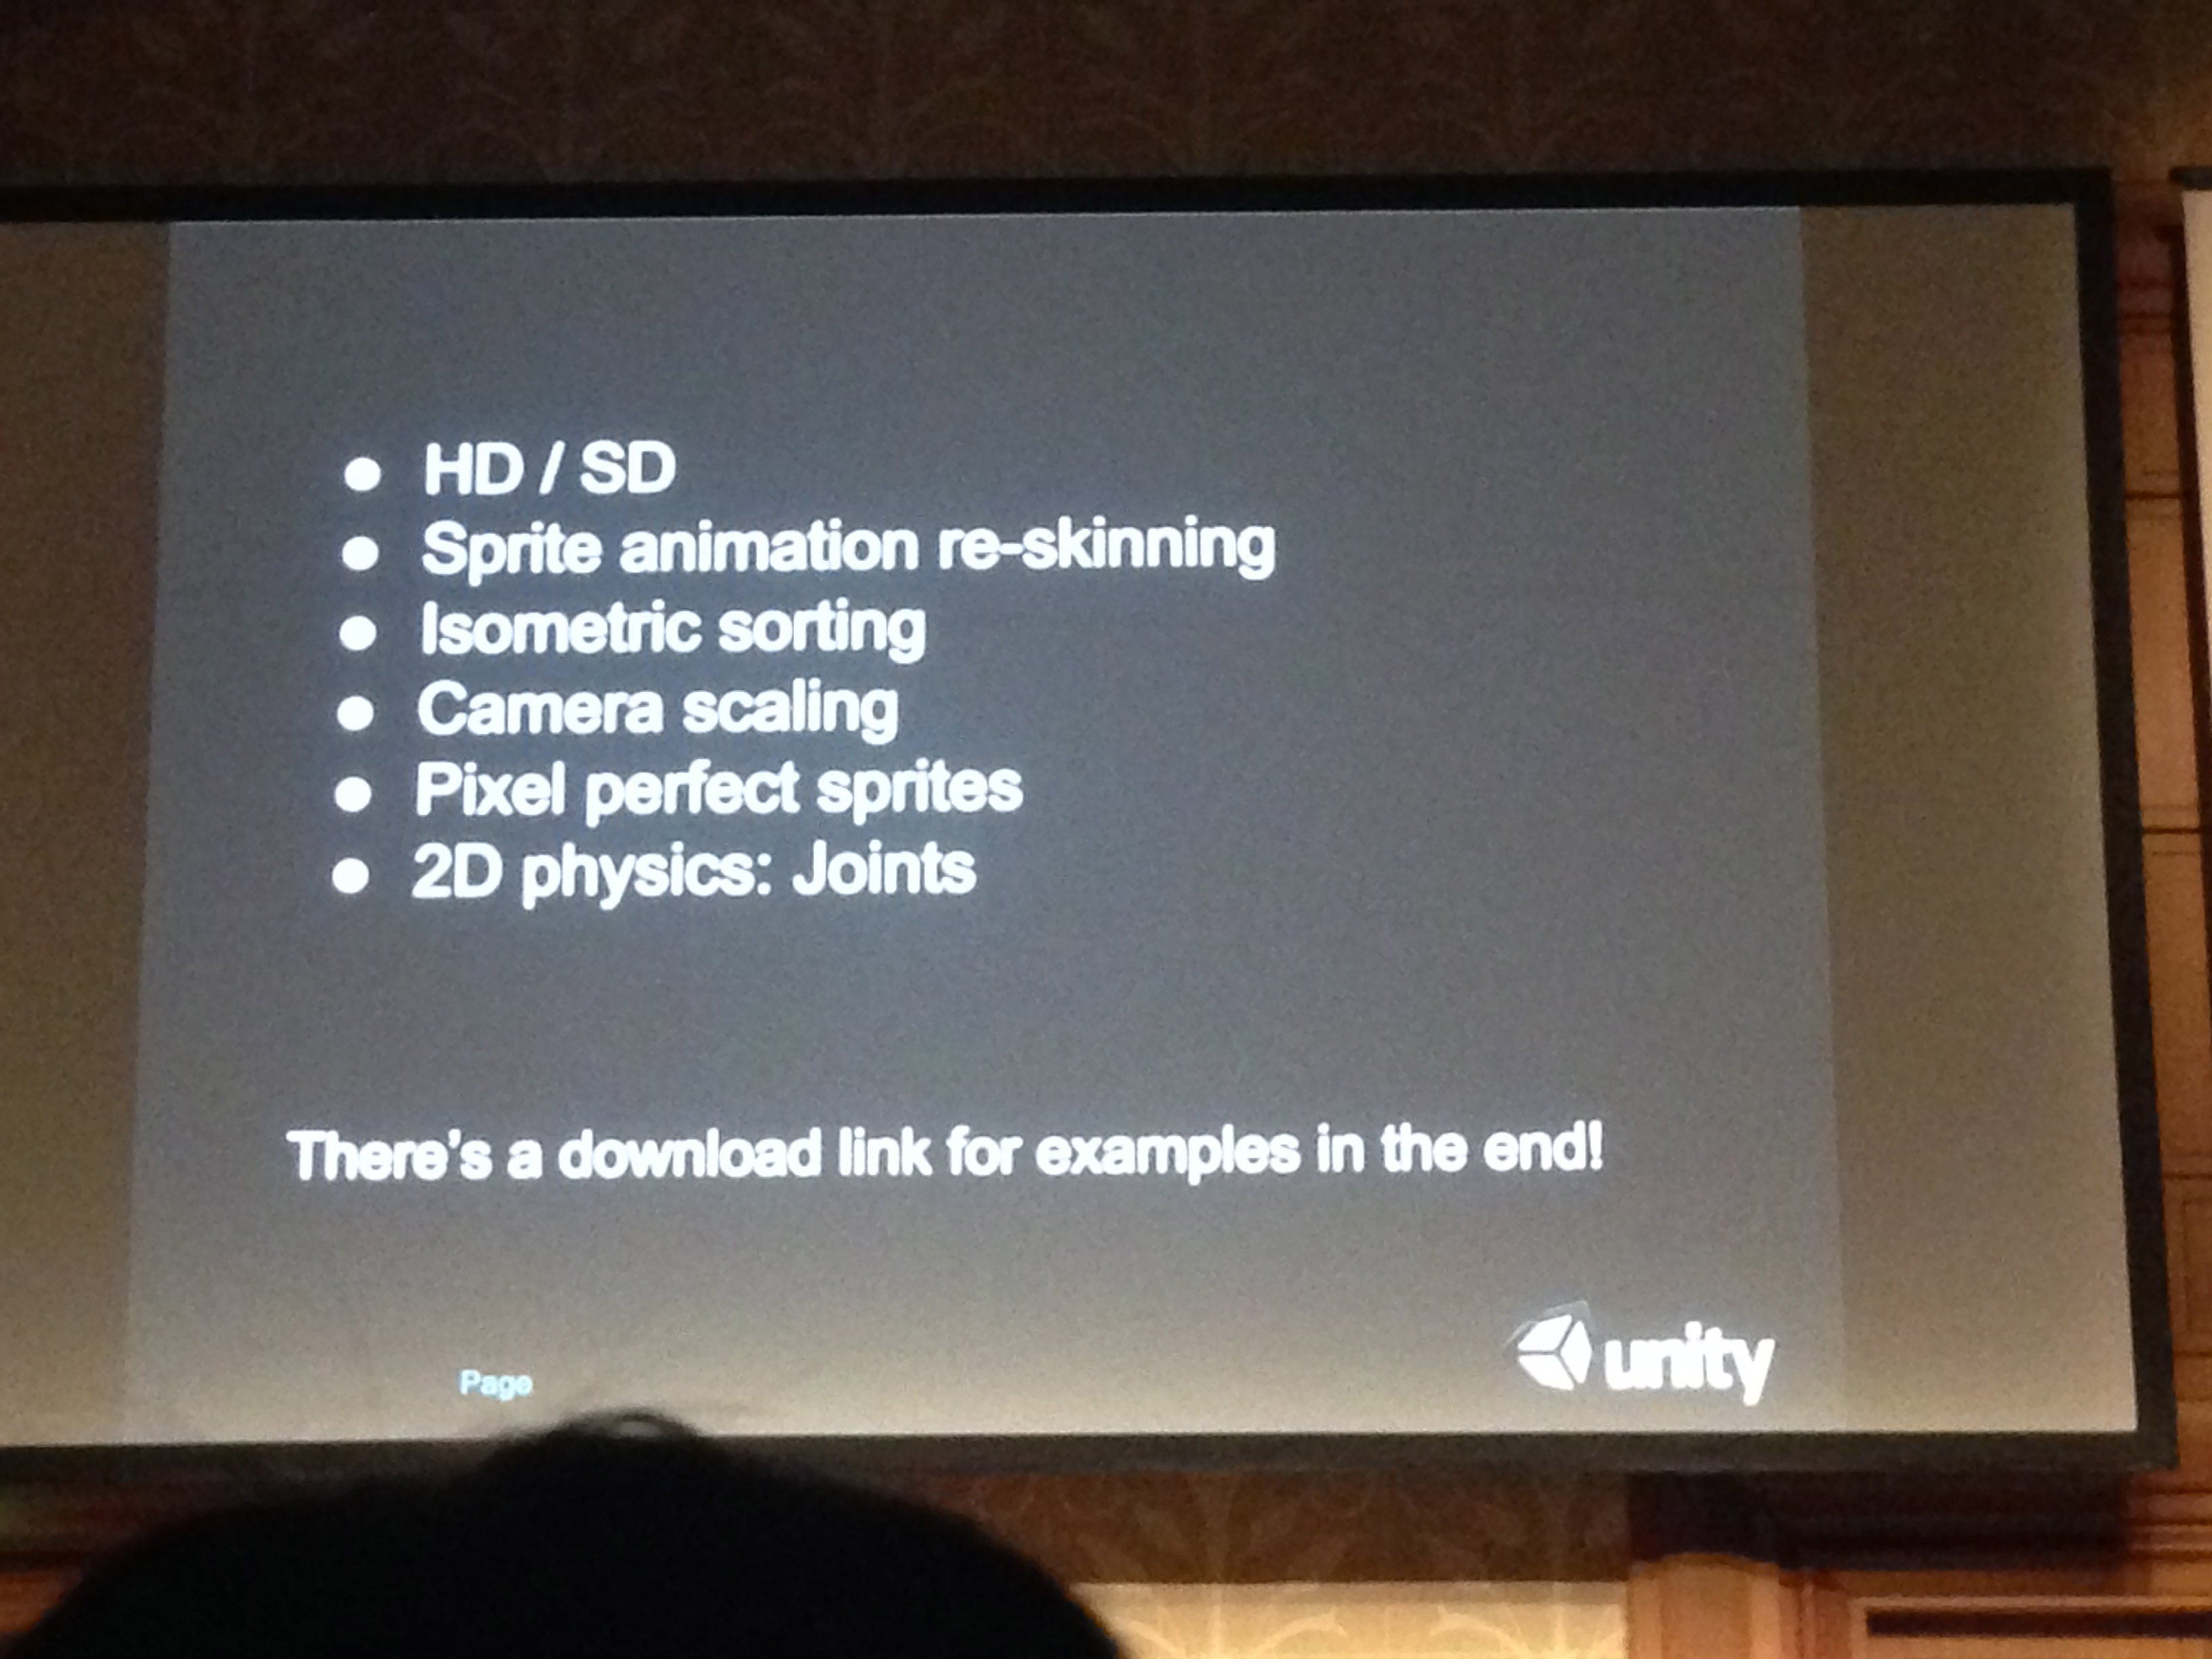 ● HD / SD
● Sprite animation re-skinning
● Isometric sorting
● Camera scaling
● Pixel perfect sprites
● 2D physics: Joints
There's a download link for examples in the end!
Page
unity